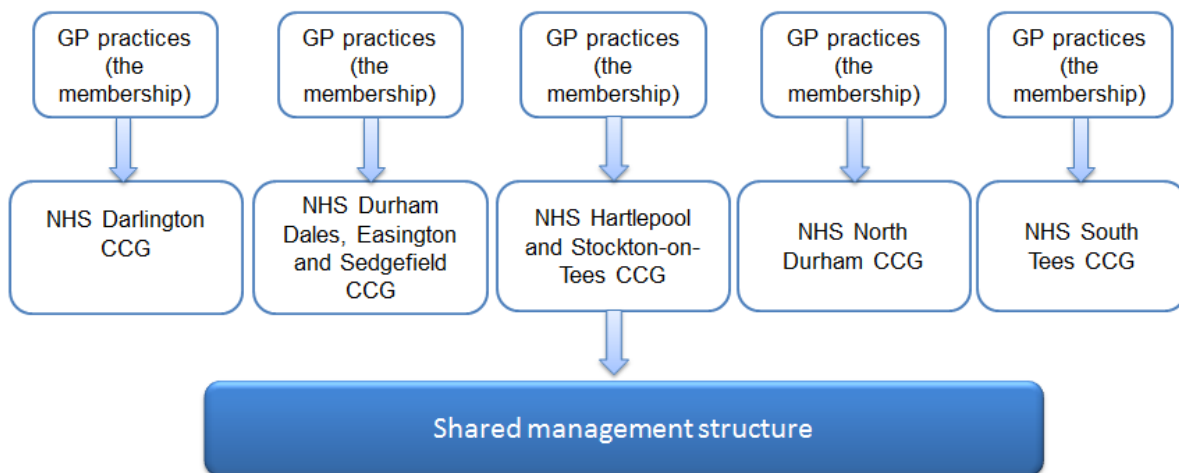 GP practices
(the
membership)
GP practices
(the
membership)
GP practices
(the
membership)
GP practices
(the
membership)
GP practices
(the
membership)
NHS Darlington
CCG
NHS Durham
Dales, Easington
and Sedgefield
CCG
NHS Hartlepool
and Stockton-on-
Tees CCG
NHS North
Durham CCG
NHS South
Tees CCG
Shared management structure